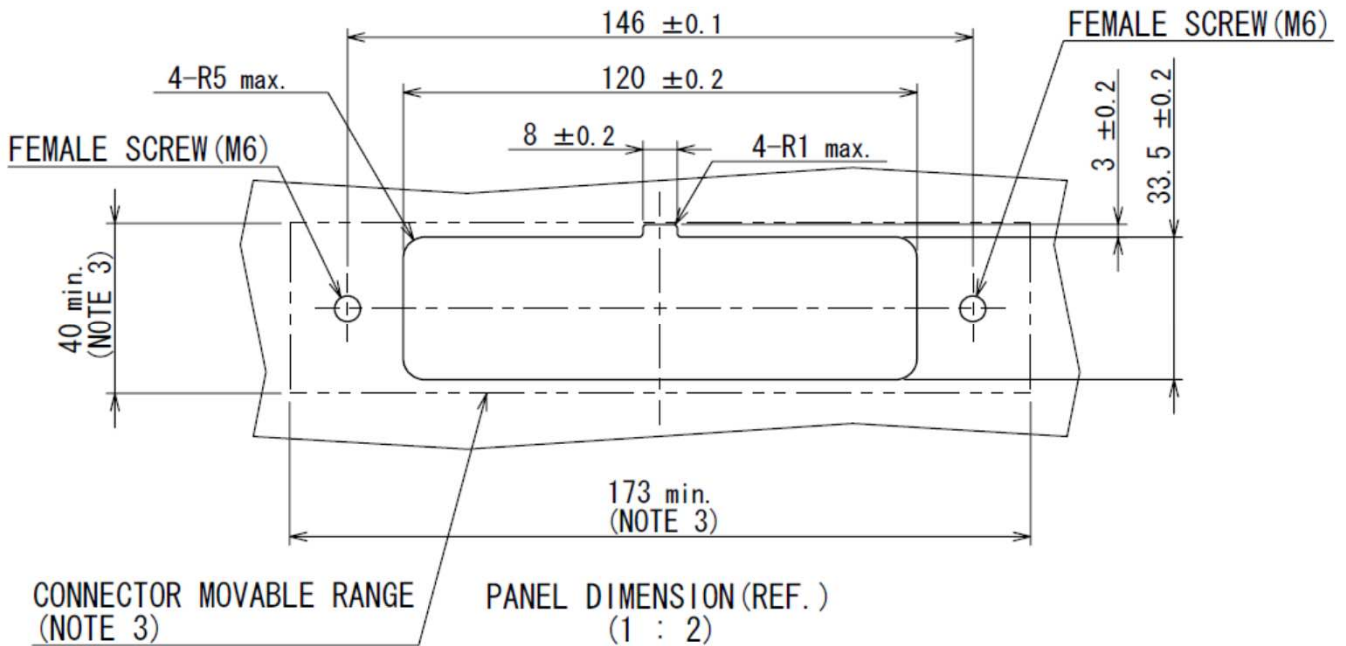 146 ±0.1
FEMALE SCREW(M6)
4-R5 max.
120 ±0.2
8 ±0.2
4-R1 max.
3 ±0.2
33.5 ±0.2
FEMALE SCREW(M6)
40 min.
(NOTE 3)
173 min.
(NOTE 3)
CONNECTOR MOVABLE RANGE
(NOTE 3)
PANEL DIMENSION(REF.)
(1 : 2)